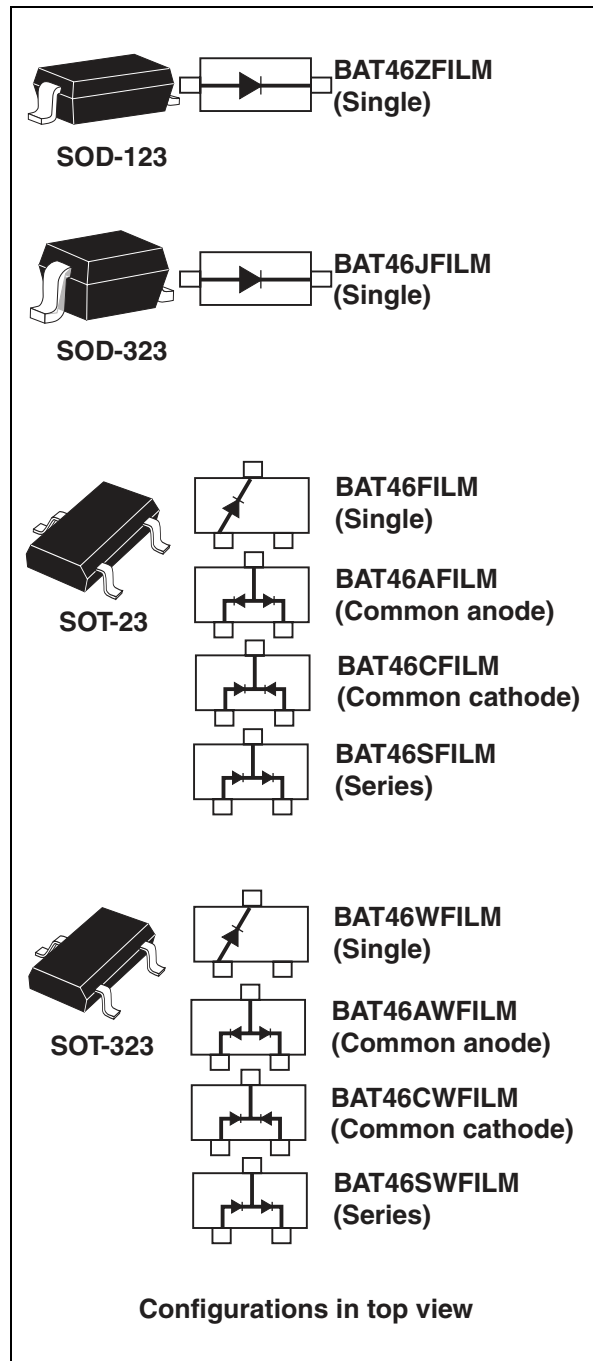 BAT46ZFILM
(Single)
SOD-123
BAT46JFILM
(Single)
SOD-323
BAT46FILM
(Single)
BAT46AFILM
(Common anode)
SOT-23
BAT46CFILM
(Common cathode)
BAT46SFILM
(Series)
BAT46WFILM
(Single)
BAT46AWFILM
(Common anode)
SOT-323
BAT46CWFILM
(Common cathode)
BAT46SWFILM
(Series)
Configurations in top view